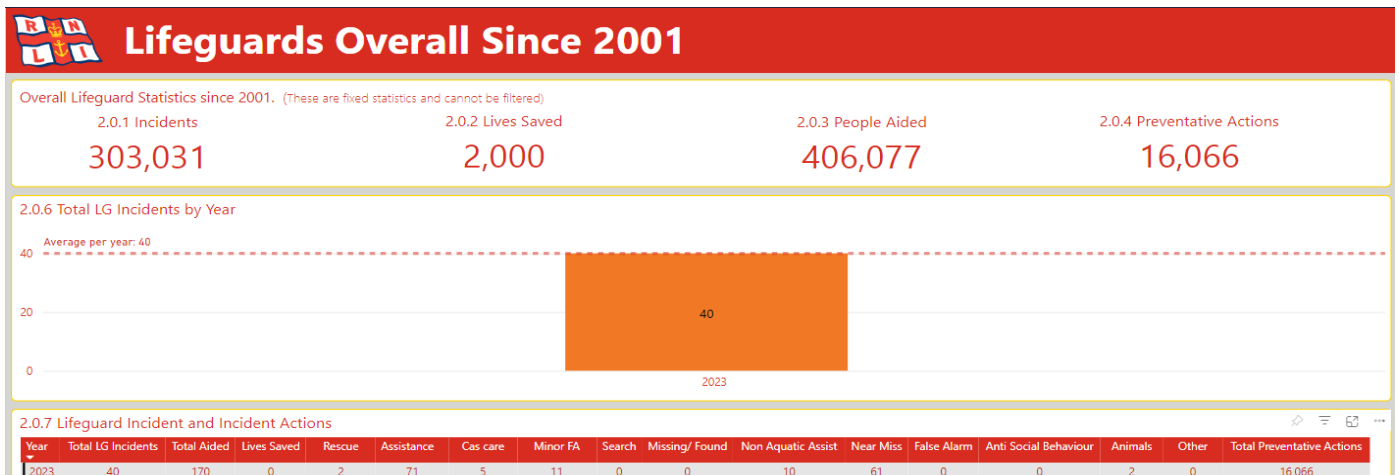 R N L I
Lifeguards Overall Since 2001
Overall Lifeguard Statistics since 2001. (These are fixed statistics and cannot be filtered)
2.0.1 Incidents 2.0.2 Lives Saved 2.0.3 People Aided 2.0.4 Preventative Actions
303,031 2,000 406,077 16,066
2.0.6 Total LG Incidents by Year
Average per year: 40
40
20
40
0
2023
2.0.7 Lifeguard Incident and Incident Actions
Year Total LG Incidents Total Aided Lives Saved Rescue Assistance Cas care Minor FA Search Missing/ Found Non Aquatic Assist Near Miss False Alarm Anti Social Behaviour Animals Other Total Preventative Actions
2023 40 170 0 2 71 5 11 0 0 10 61 0 0 2 0 16,066